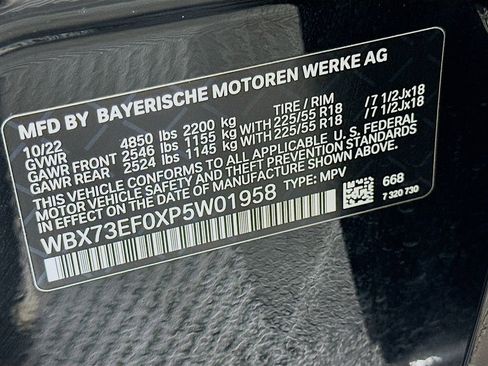 MFD BY BAYERISCHE MOTOREN WERKE AG
10/22 TIRE / RIM
GVWR 4850 lbs 2200 kg
GAWR FRONT 2546 lbs 1155 kg WITH 225/55 R18 / 7 1/2Jx18
GAWR REAR 2524 lbs 1145 kg WITH 225/55 R18 / 7 1/2Jx18
THIS VEHICLE CONFORMS TO ALL APPLICABLE U. S. FEDERAL
MOTOR VEHICLE SAFETY AND THEFT PREVENTION STANDARDS
IN EFFECT ON THE DATE OF MANUFACTURE SHOWN ABOVE.
WBX73EF0XP5W01958 TYPE: MPV
668
7 320 730